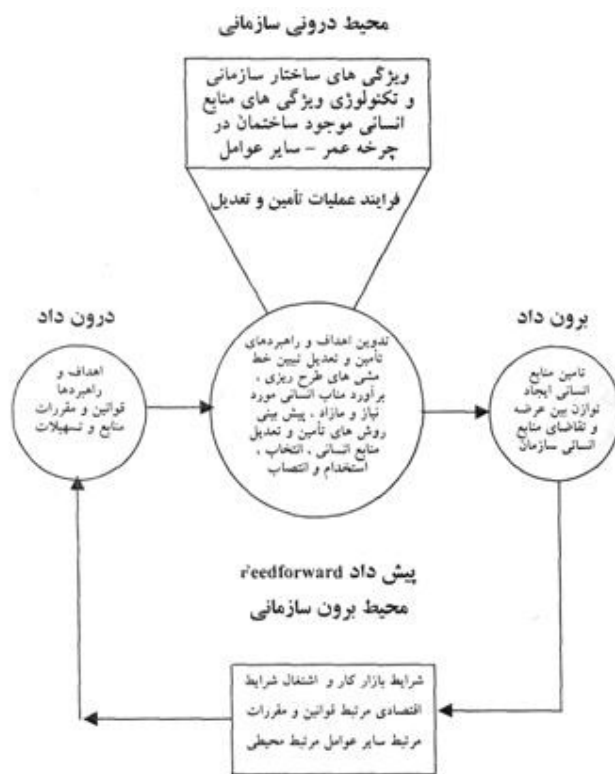 محیط درونی سازمانی
ویژگی های ساختار سازمانی
و تکنولوژی ویژگی های منابع
انسانی موجود ساختمان در
چرخه عمر – سایر عوامل
فرایند عملیات تأمین و تعدیل
درون داد
اهداف و
راهبردها
قوانین و مقررات
منابع و تسهیلات
تدوین اهداف و راهبردهای
تأمین و تعدیل تبیین خط
مشی های طرح ریزی ،
برآورد مناب انسانی مورد
نیاز و مازاد ، پیش بینی
روش های تأمین و تعدیل
منابع انسانی ، انتخاب ،
استخدام و انتصاب
برون داد
تامین منابع
انسانی ایجاد
توازن بین عرضه
و تقاضای منابع
انسانی سازمان
پیش داد feedforward
محیط برون سازمانی
شرایط بازار کار و اشتغال شرایط
اقتصادی مرتبط قوانین و مقررات
مرتبط سایر عوامل مرتبط محیطی